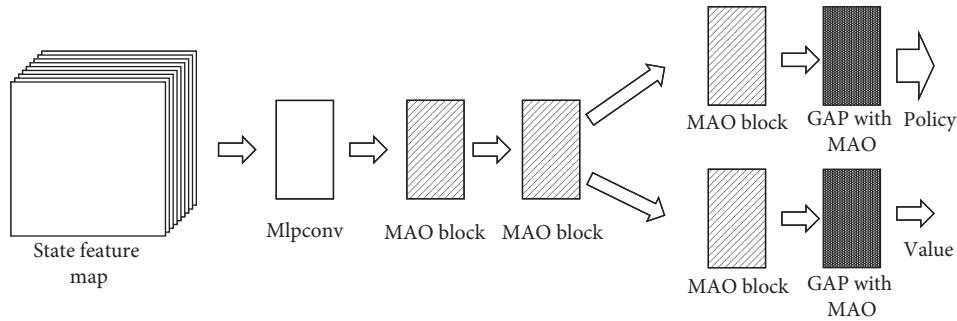 State feature
map
Mlpconv
MAO block
MAO block
MAO block
GAP with
MAO
Policy
MAO block
GAP with
MAO
Value